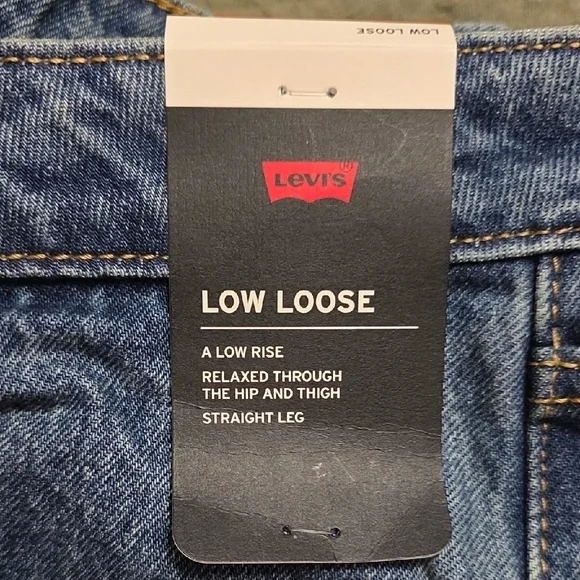 LOW LOOSE
Levi's®
LOW LOOSE
A LOW RISE
RELAXED THROUGH
THE HIP AND THIGH
STRAIGHT LEG